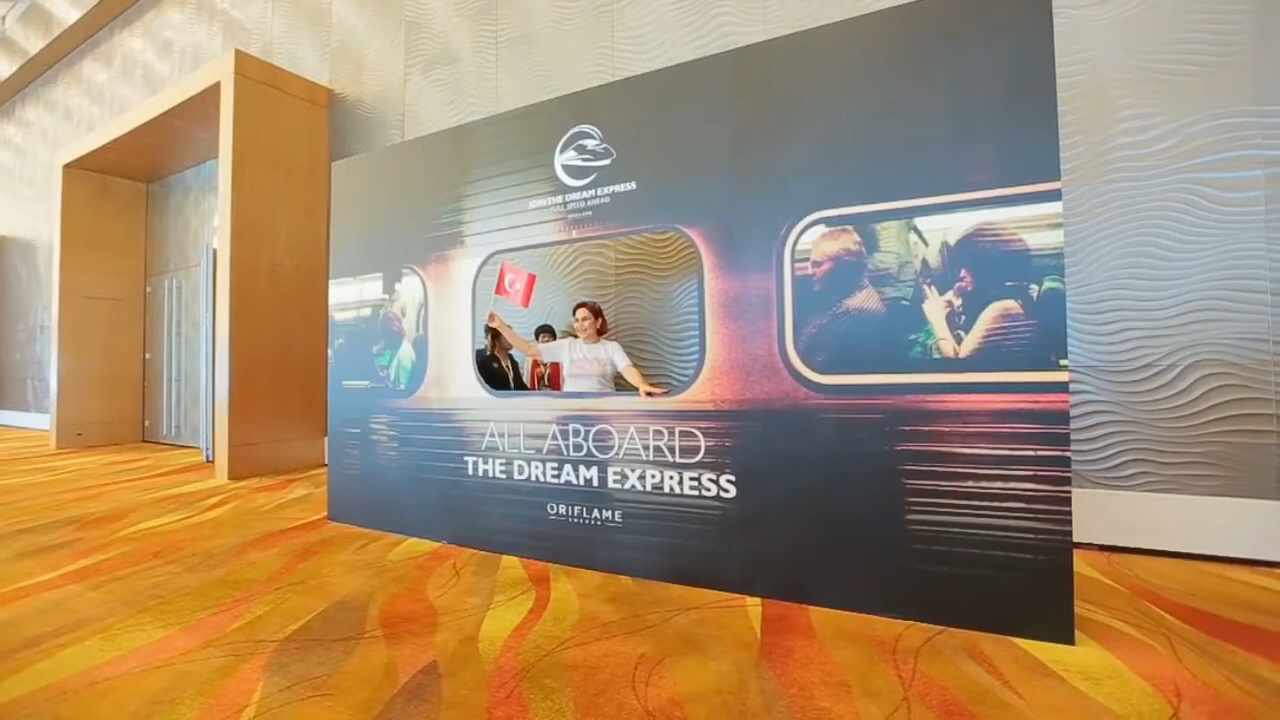 JOIN THE DREAM EXPRESS
FULL SPEED AHEAD
ALL ABOARD
THE DREAM EXPRESS
ORIFLAME
SWEDEN